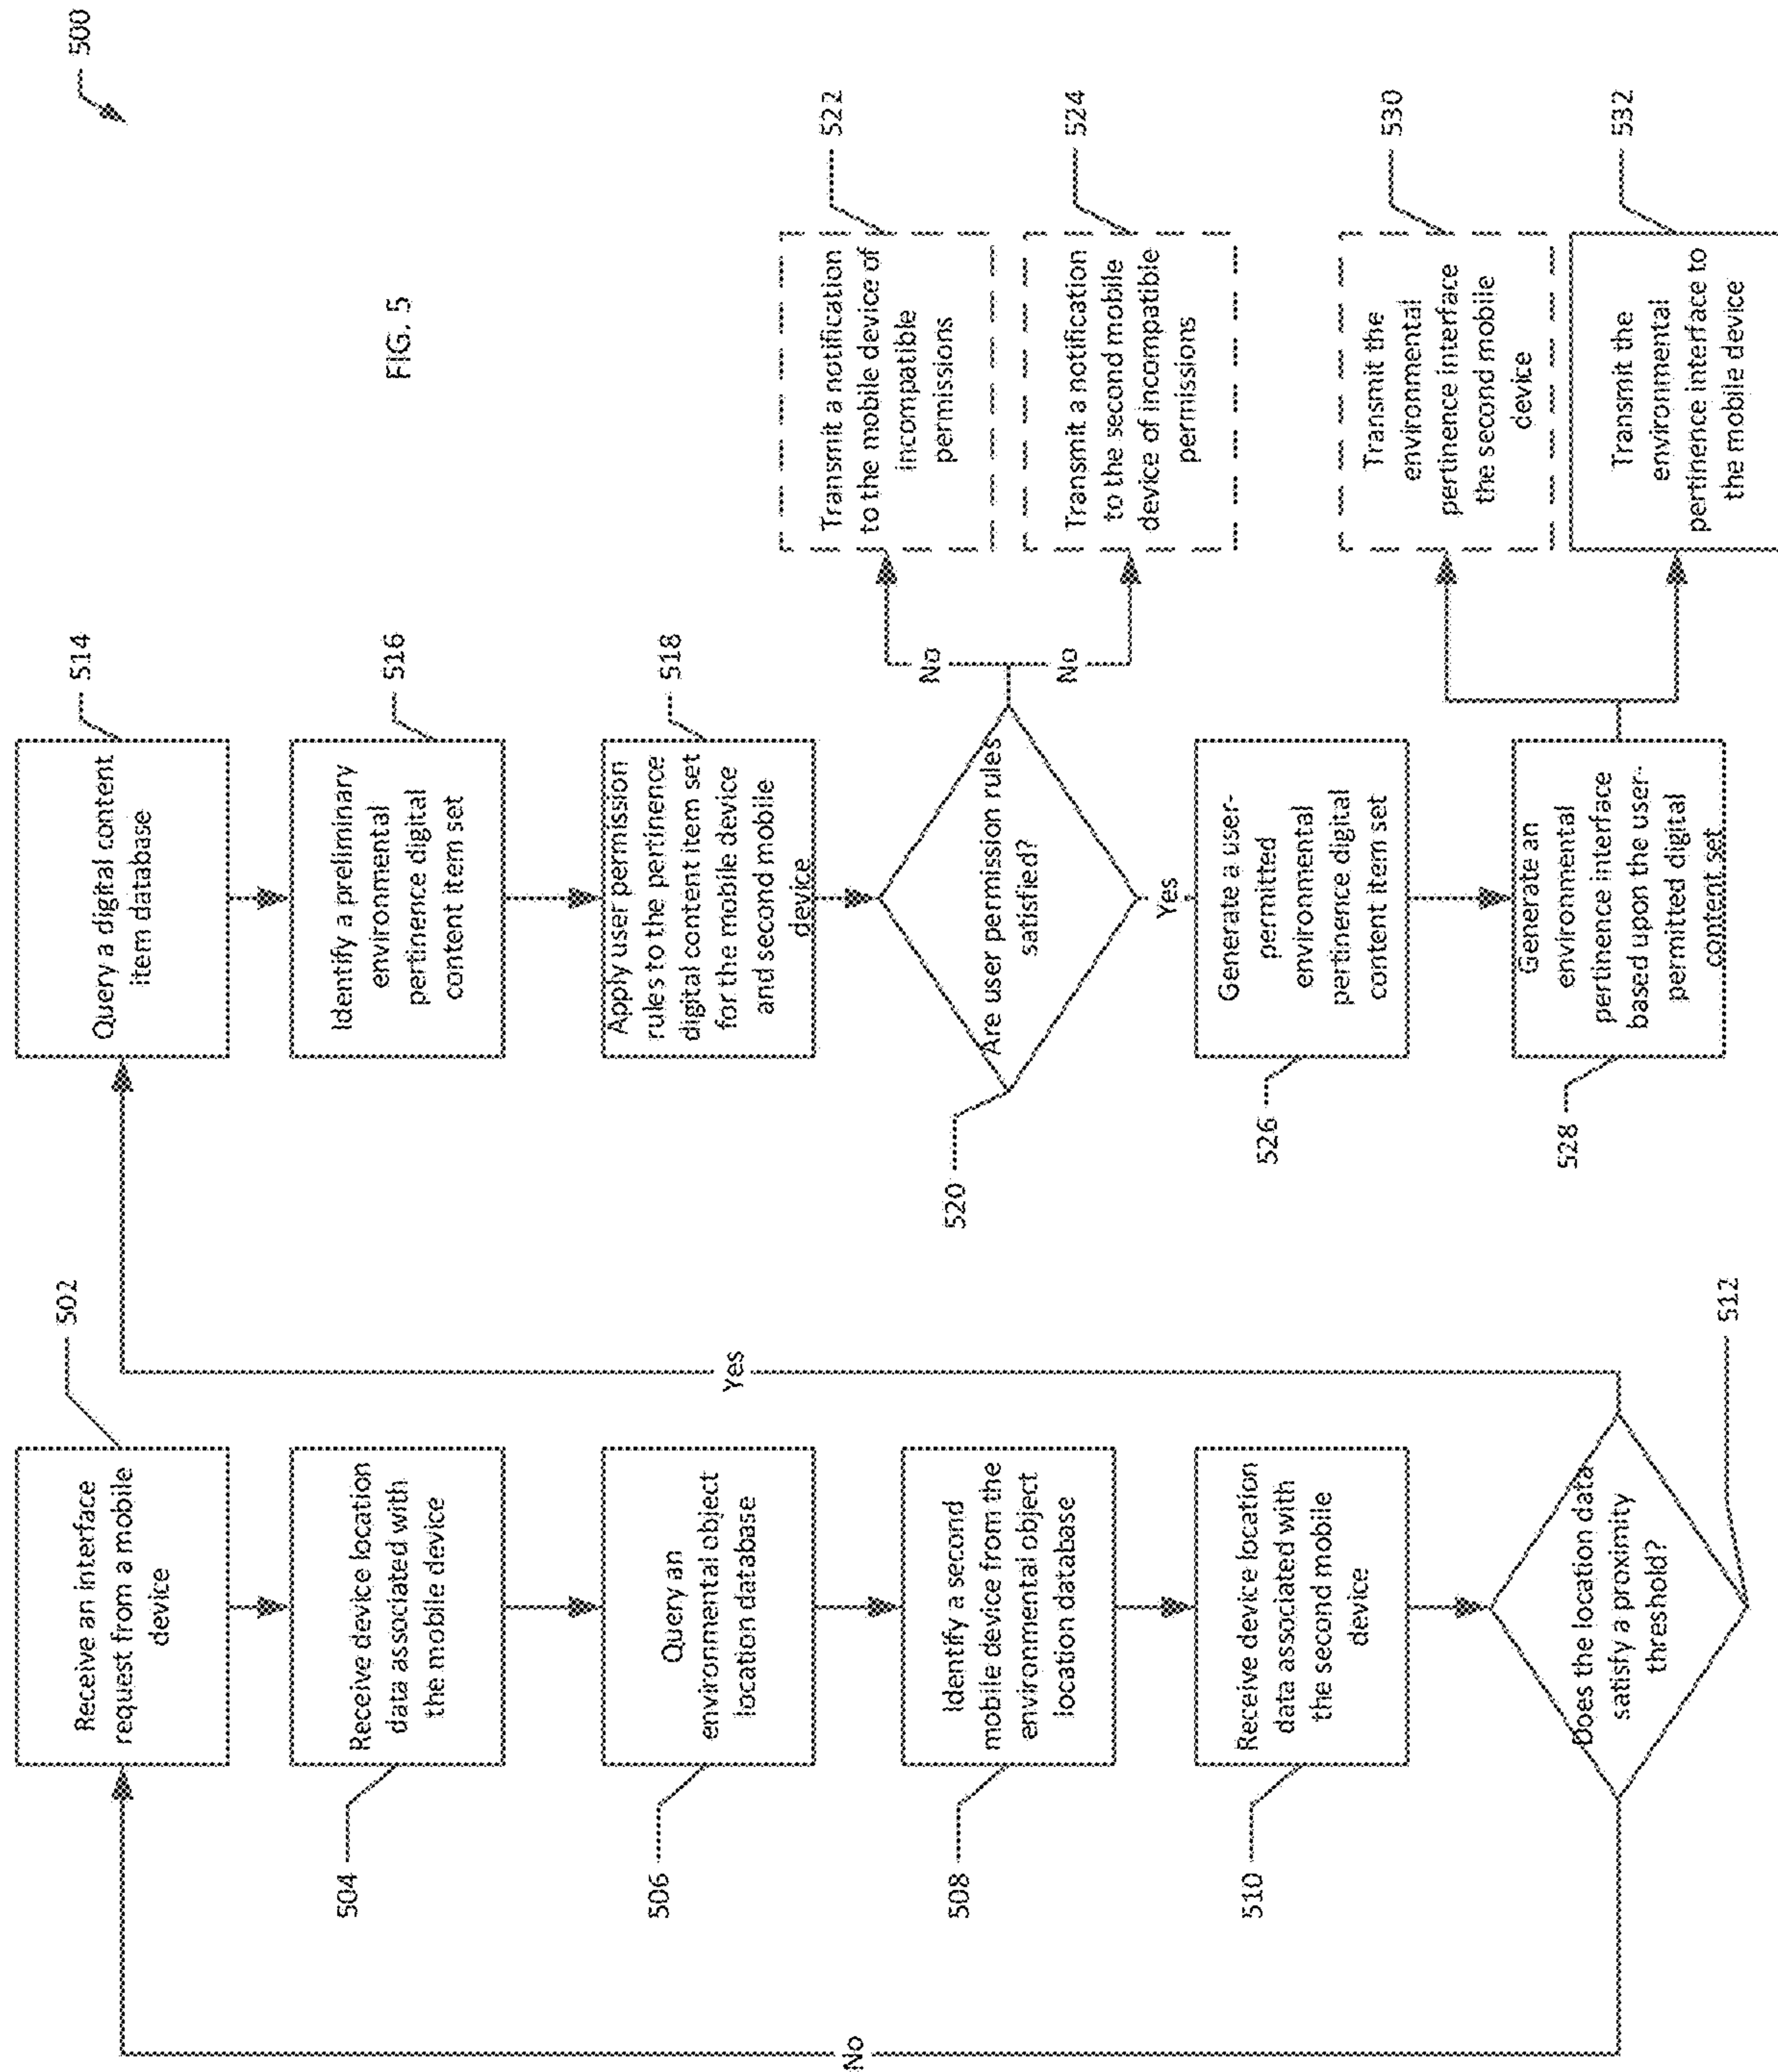 500
FIG. 5
502
Receive an interface
request from a mobile
device
504
Receive device location
data associated with
the mobile device
506
Query an
environmental object
location database
508
Identify a second
mobile device from the
environmental object
location database
510
Receive device location
data associated with
the second mobile
device
512
Does the location data
satisfy a proximity
threshold?
No
Yes
514
Query a digital content
item database
516
Identify a preliminary
environmental
pertinence digital
content item set
518
Apply user permission
rules to the pertinence
digital content item set
for the mobile device
and second mobile
device
520
Are user permission rules
satisfied?
No
No
Yes
522
Transmit a notification
to the mobile device of
incompatible
permissions
524
Transmit a notification
to the second mobile
device of incompatible
permissions
526
Generate a user-
permitted
environmental
pertinence digital
content item set
528
Generate an
environmental
pertinence interface
based upon the user-
permitted digital
content set
530
Transmit the
environmental
pertinence interface
the second mobile
device
532
Transmit the
environmental
pertinence interface to
the mobile device